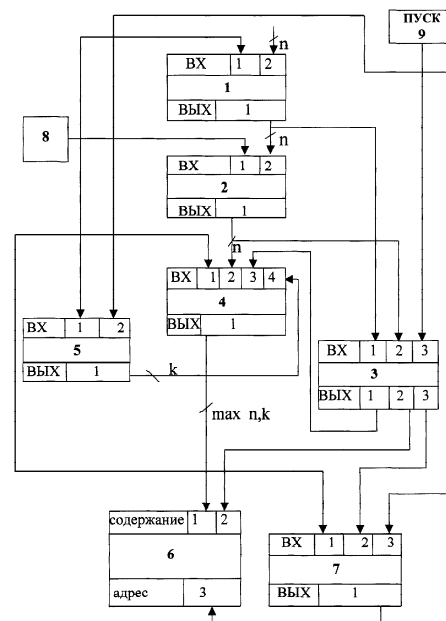 ПУСК
9
n
ВХ 1 2
1
ВЫХ 1
8
n
ВХ 1 2
2
ВЫХ 1
n
ВХ 1 2 3 4
4
ВЫХ 1
ВХ 1 2
5
ВЫХ 1
k
ВХ 1 2 3
3
ВЫХ 1 2 3
max n,k
содержание 1 2
6
адрес 3
ВХ 1 2 3
7
ВЫХ 1